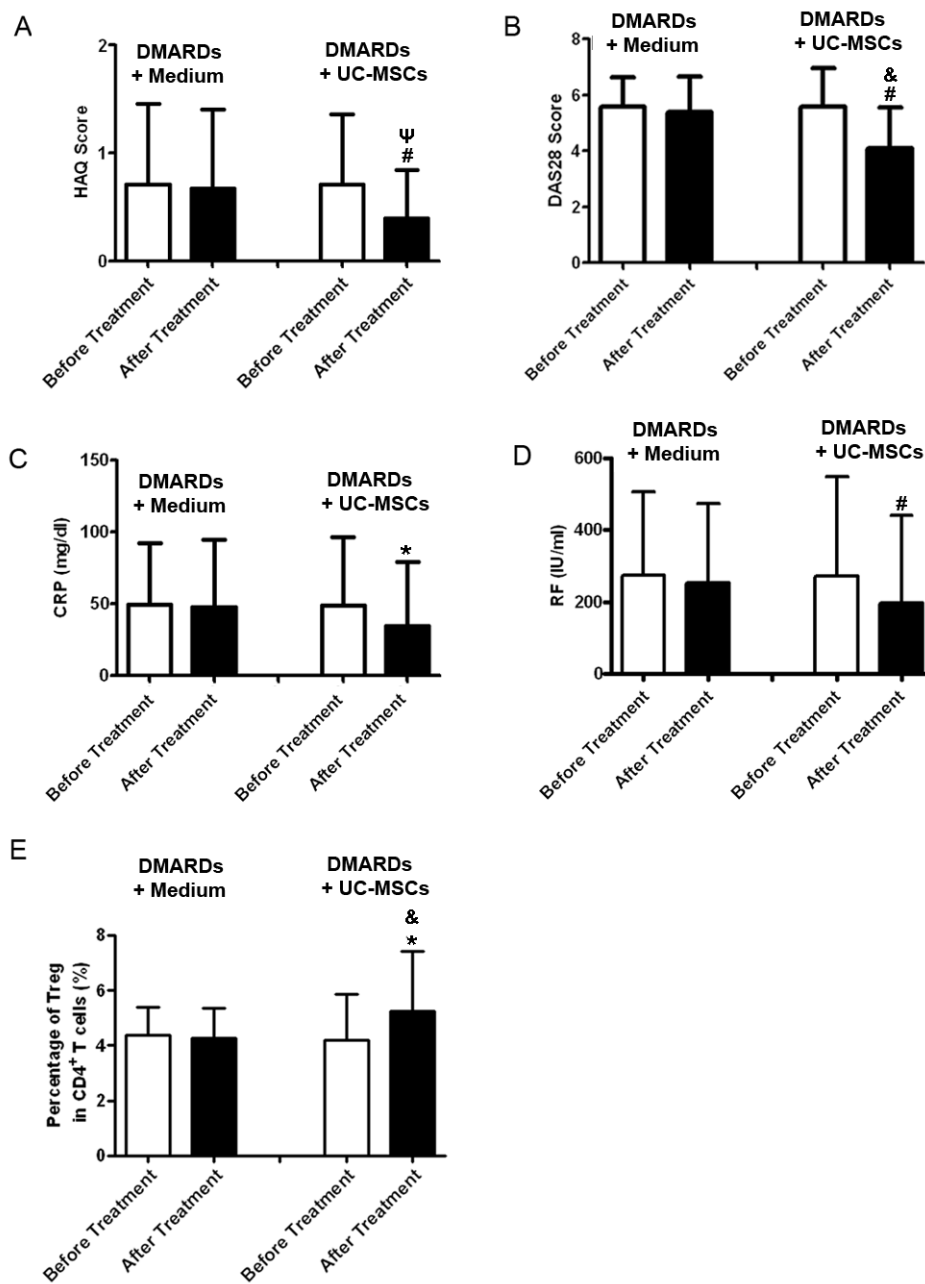 A
DMARDs
+ Medium
DMARDs
+ UC-MSCs
HAQ Score
2
1
0
Ψ
#
Before Treatment
After Treatment
Before Treatment
After Treatment
B
DMARDs
+ Medium
DMARDs
+ UC-MSCs
DAS28 Score
8
6
4
2
0
&
#
Before Treatment
After Treatment
Before Treatment
After Treatment
C
DMARDs
+ Medium
DMARDs
+ UC-MSCs
CRP (mg/dl)
150
100
50
0
*
Before Treatment
After Treatment
Before Treatment
After Treatment
D
DMARDs
+ Medium
DMARDs
+ UC-MSCs
RF (IU/ml)
600
400
200
0
#
Before Treatment
After Treatment
Before Treatment
After Treatment
E
DMARDs
+ Medium
DMARDs
+ UC-MSCs
Percentage of Treg
in CD4⁺ T cells (%)
8
6
4
2
0
&
*
Before Treatment
After Treatment
Before Treatment
After Treatment